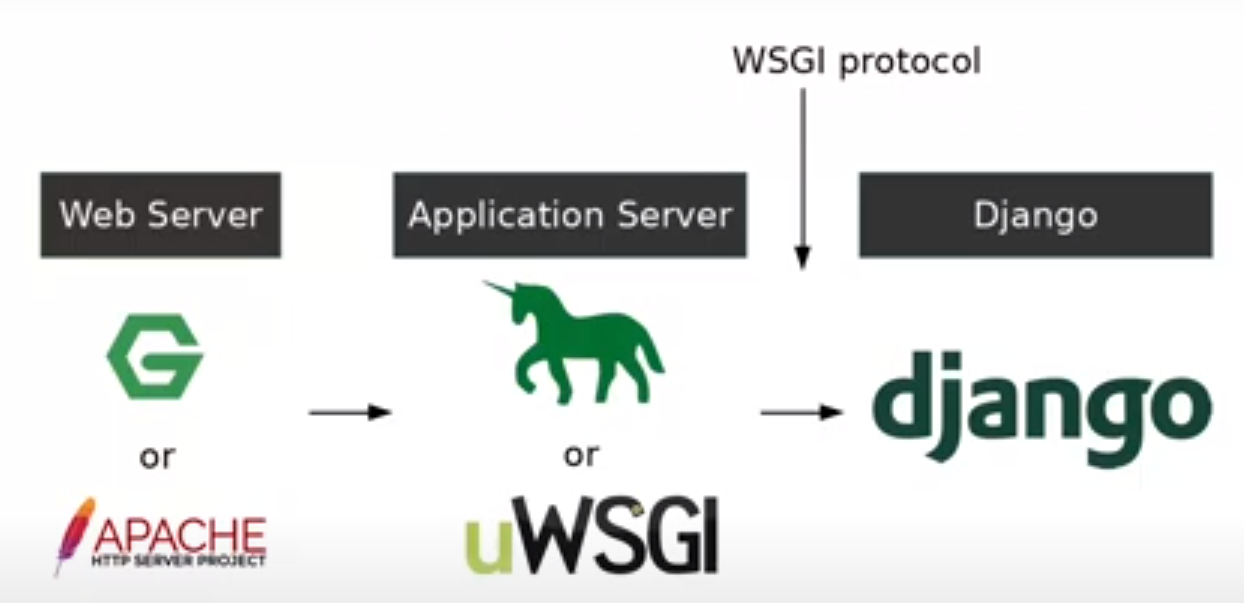 WSGI protocol
Web Server
Application Server
Django
G
or
APACHE
HTTP SERVER PROJECT
or
uWSGI
django